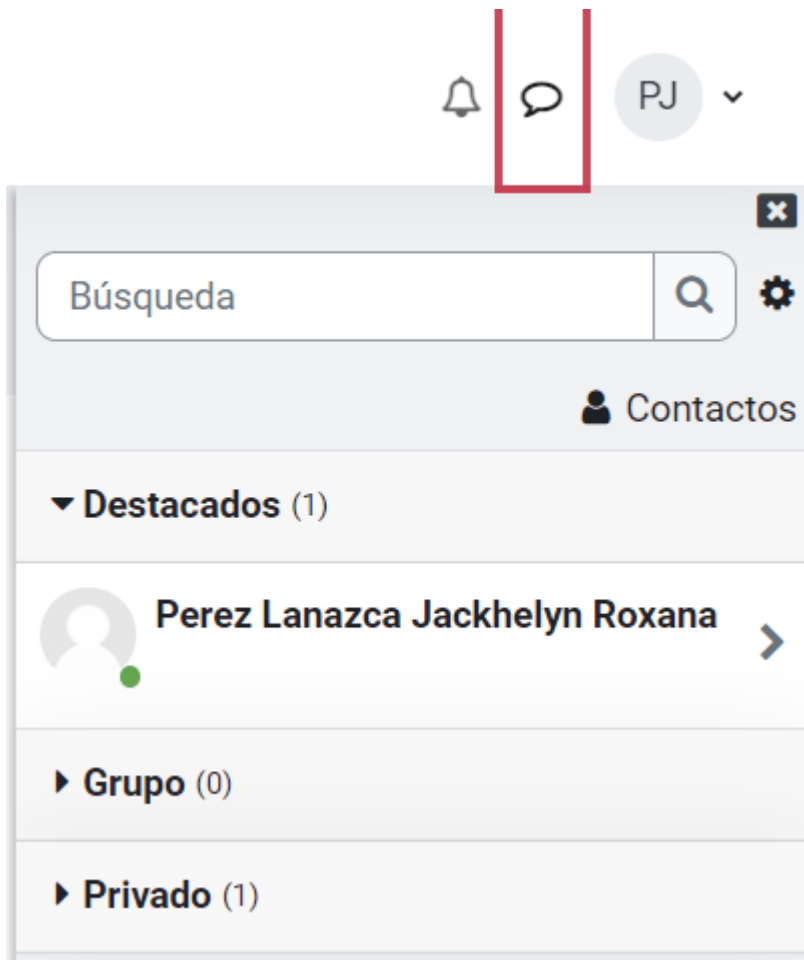 PJ
Búsqueda
Contactos
Destacados (1)
Perez Lanazca Jackhelyn Roxana
Grupo (0)
Privado (1)